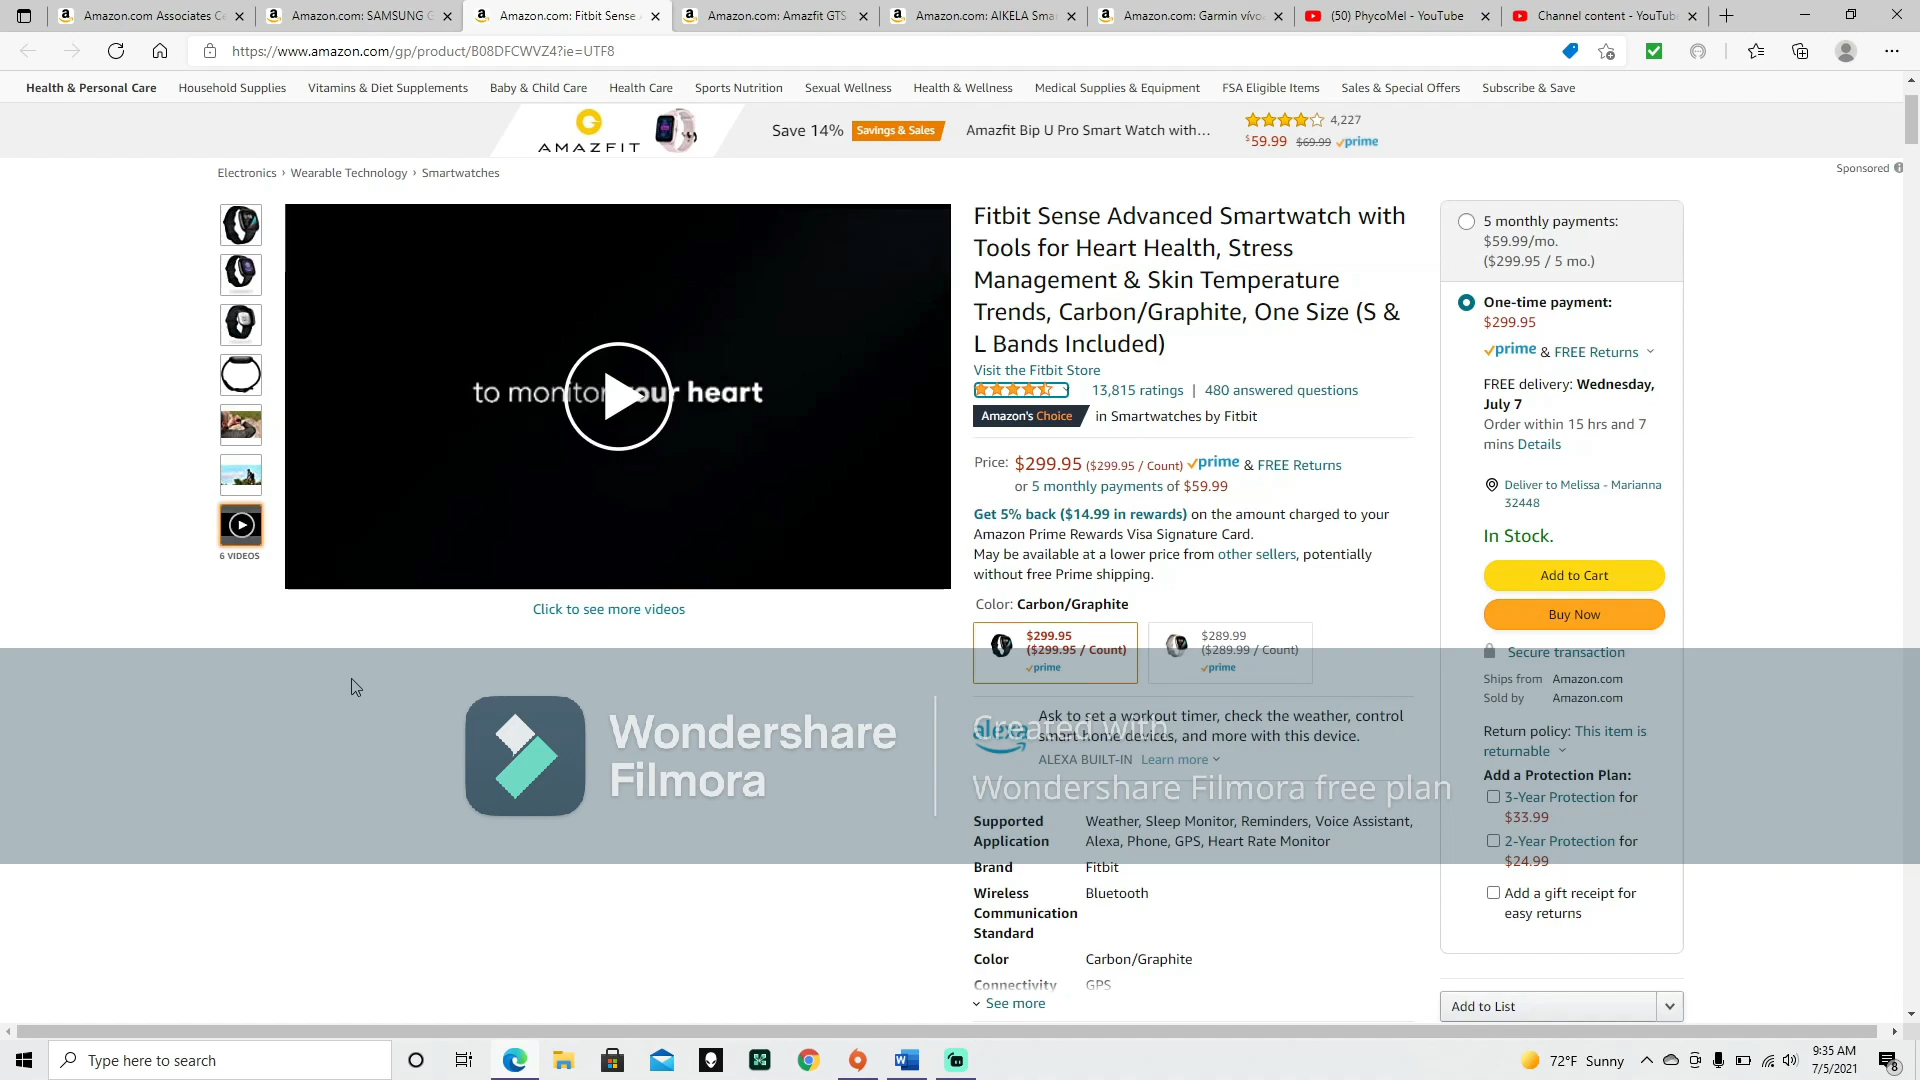 Amazon.com Associates Ce
Amazon.com: SAMSUNG G
Amazon.com: Fitbit Sense
Amazon.com: Amazfit GTS
Amazon.com: AIKELA Sma
Amazon.com: Garmin vívo
(50) PhycoMel - YouTube
Channel content - YouTub
https://www.amazon.com/gp/product/B08DFCWVZ4?ie=UTF8
Health & Personal Care Household Supplies Vitamins & Diet Supplements Baby & Child Care Health Care Sports Nutrition Sexual Wellness Health & Wellness Medical Supplies & Equipment FSA Eligible Items Sales & Special Offers Subscribe & Save
AMAZFIT
Save 14% Savings & Sales Amazfit Bip U Pro Smart Watch with...
4,227
$59.99 $69.99 prime
Sponsored
Electronics › Wearable Technology › Smartwatches
6 VIDEOS
to monitor your heart
Click to see more videos
Fitbit Sense Advanced Smartwatch with
Tools for Heart Health, Stress
Management & Skin Temperature
Trends, Carbon/Graphite, One Size (S &
L Bands Included)
Visit the Fitbit Store
13,815 ratings | 480 answered questions
Amazon's Choice in Smartwatches by Fitbit
Price: $299.95 ($299.95 / Count) prime & FREE Returns
or 5 monthly payments of $59.99
Get 5% back ($14.99 in rewards) on the amount charged to your
Amazon Prime Rewards Visa Signature Card.
May be available at a lower price from other sellers, potentially
without free Prime shipping.
Color: Carbon/Graphite
$299.95
($299.95 / Count)
prime
$289.99
($289.99 / Count)
prime
alexa
Ask to set a workout timer, check the weather, control
smart home devices, and more with this device.
ALEXA BUILT-IN Learn more
Supported
Application
Weather, Sleep Monitor, Reminders, Voice Assistant,
Alexa, Phone, GPS, Heart Rate Monitor
Brand Fitbit
Wireless
Communication
Standard
Bluetooth
Color Carbon/Graphite
Connectivity GPS
See more
5 monthly payments:
$59.99/mo.
($299.95 / 5 mo.)
One-time payment:
$299.95
prime & FREE Returns
FREE delivery: Wednesday,
July 7
Order within 15 hrs and 7
mins Details
Deliver to Melissa - Marianna
32448
In Stock.
Add to Cart
Buy Now
Secure transaction
Ships from Amazon.com
Sold by Amazon.com
Return policy: This item is
returnable
Add a Protection Plan:
3-Year Protection for
$33.99
2-Year Protection for
$24.99
Add a gift receipt for
easy returns
Add to List
Wondershare
Filmora
Created with
Wondershare Filmora free plan
Type here to search
72°F Sunny
9:35 AM
7/5/2021
8